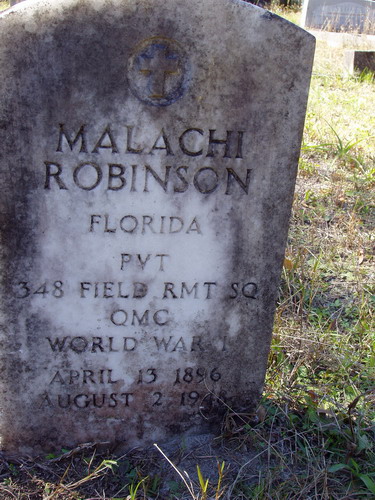 MALACHI
ROBINSON
FLORIDA
PVT
348 FIELD RMT SQ
QMC
WORLD WAR I
APRIL 13 1896
AUGUST 2